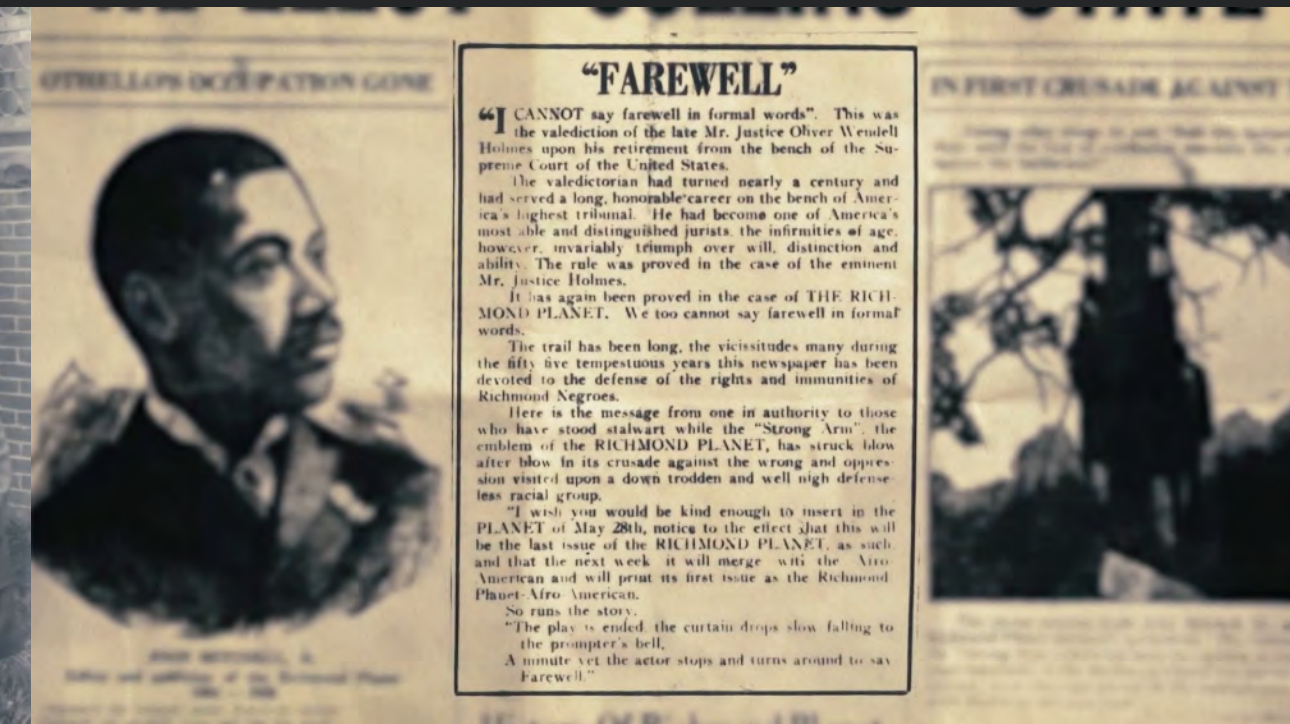 OTHELLO'S OCCUPATION GONE
"FAREWELL"
"I CANNOT say farewell in formal words". This was
the valediction of the late Mr. Justice Oliver Wendell
Holmes upon his retirement from the bench of the Su-
preme Court of the United States.
The valedictorian had turned nearly a century and
had served a long, honorable career on the bench of Amer-
ica's highest tribunal. He had become one of America's
most able and distinguished jurists. the infirmities of age,
however, invariably triumph over will, distinction and
ability. The rule was proved in the case of the eminent
Mr. Justice Holmes.
It has again been proved in the case of THE RICH-
MOND PLANET. We too cannot say farewell in formal
words.
The trail has been long, the vicissitudes many during
the fifty five tempestuous years this newspaper has been
devoted to the defense of the rights and immunities of
Richmond Negroes.
Here is the message from one in authority to those
who have stood stalwart while the "Strong Arm", the
emblem of the RICHMOND PLANET, has struck blow
after blow in its crusade against the wrong and oppres-
sion visited upon a down trodden and well nigh defense-
less racial group.
"I wish you would be kind enough to insert in the
PLANET of May 28th, notice to the effect that this will
be the last issue of the RICHMOND PLANET, as such
and that the next week it will merge with the Afro
American and will print its first issue as the Richmond
Planet-Afro-American.
So runs the story.
"The play is ended, the curtain drops slow falling to
the prompter's bell,
A minute yet the actor stops and turns around to say
Farewell."
IN FIRST CRUSADE AGAINST
JOHN MITCHELL, Jr.
Editor and publisher of the Richmond Planet